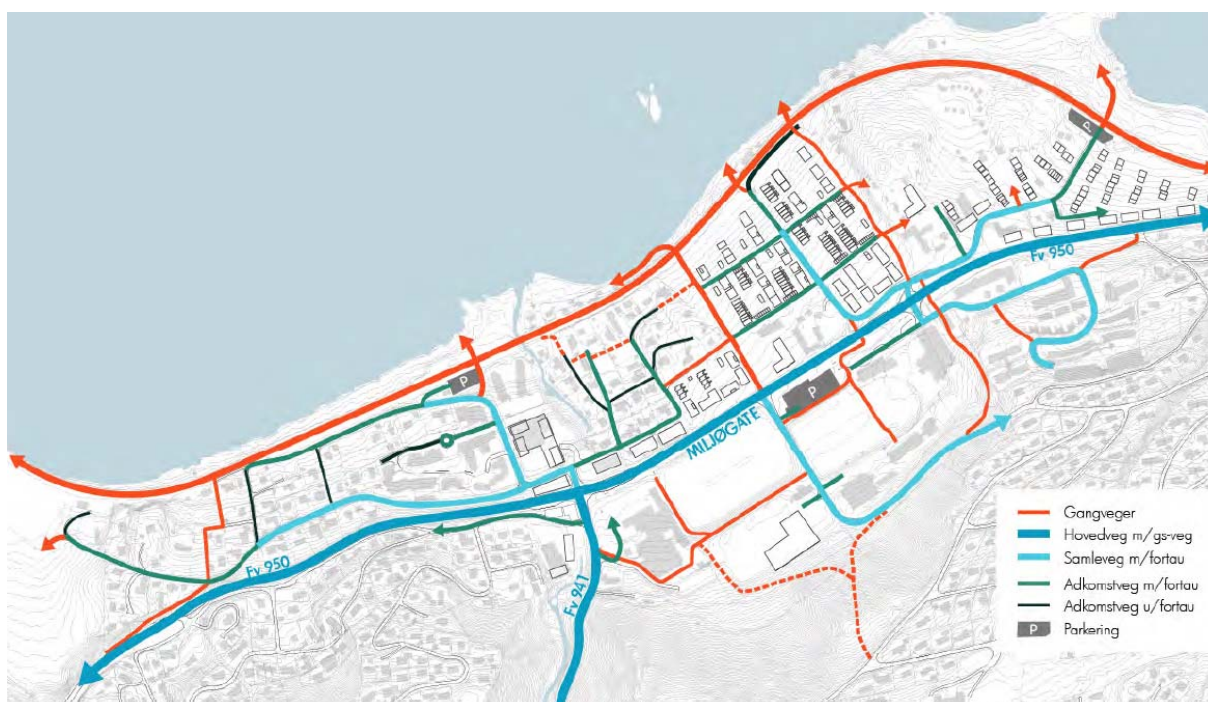 P
Fv 950
P
P
MILJØGATE
Fv 950
Fv 941
Gangveger
Hovedveg m/gs-veg
Samleveg m/fortau
Adkomstveg m/fortau
Adkomstveg u/fortau
P Parkering